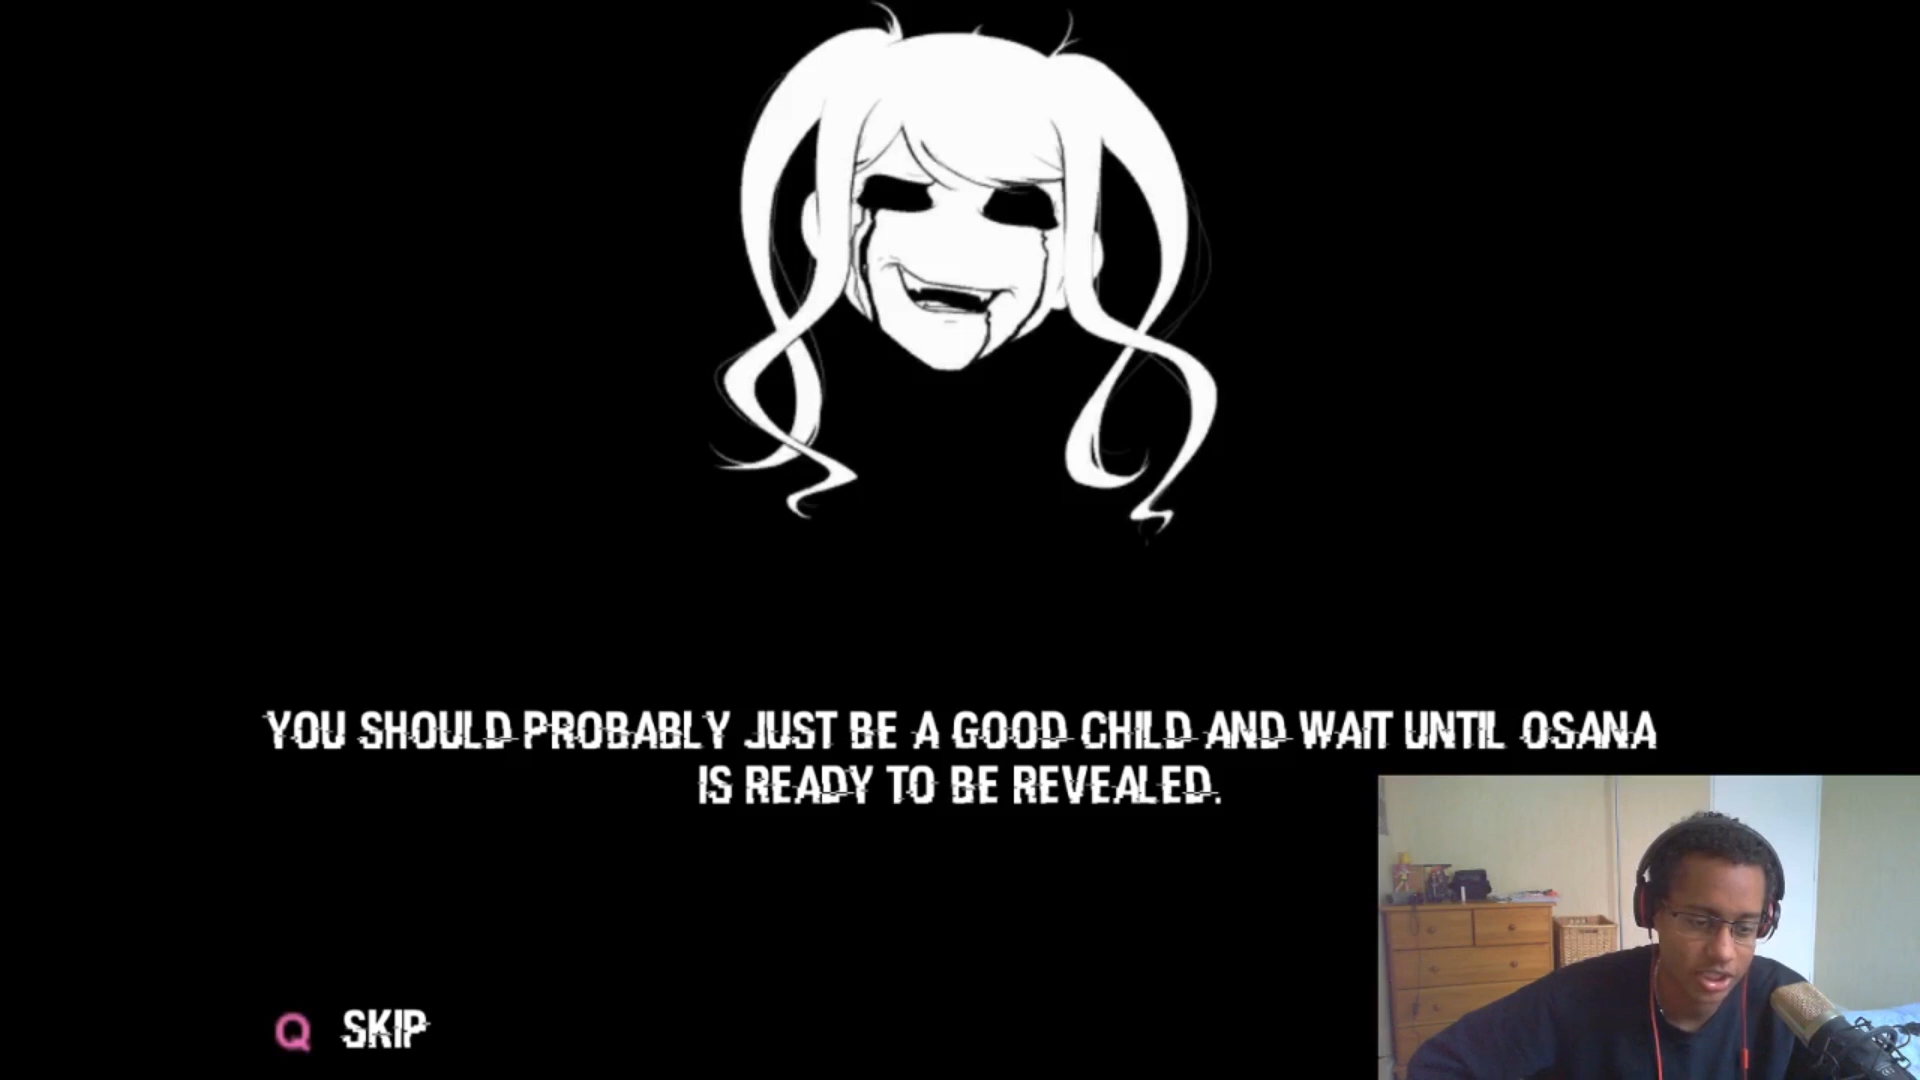 YOU SHOULD PROBABLY JUST BE A GOOD CHILD AND WAIT UNTIL OSANA
IS READY TO BE REVEALED.
Q SKIP